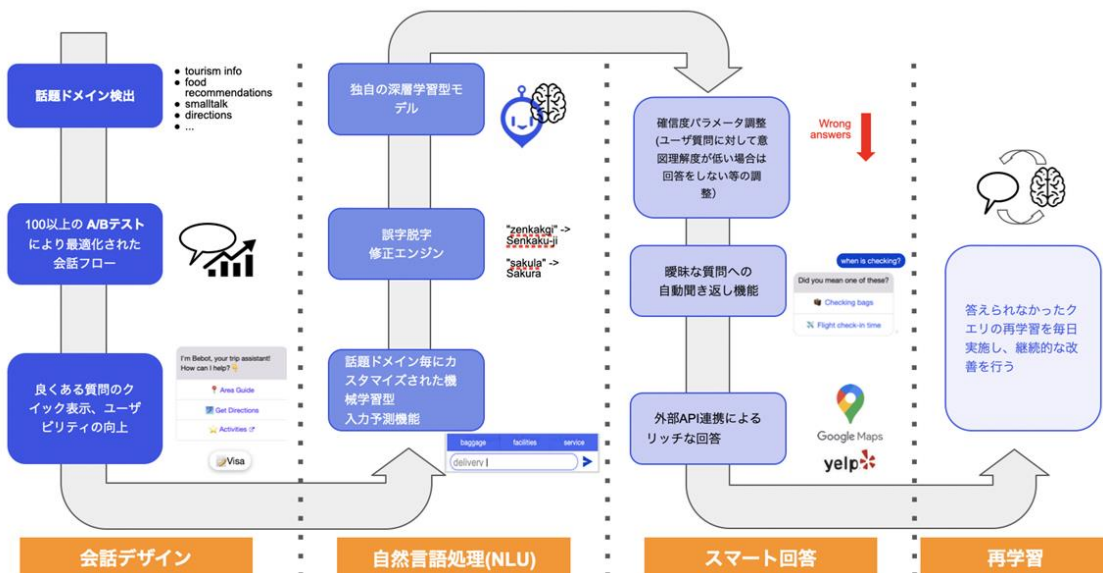 話題ドメイン検出
• tourism info
• food
recommendations
• smalltalk
• directions
• ...
100以上の A/Bテスト
により最適化された
会話フロー
良くある質問のク
イック表示、ユーザ
ビリティの向上
I'm Bebot, your trip assistant!
How can I help?👇
📍 Area Guide
🗺️ Get Directions
⭐ Activities
Visa
会話デザイン
独自の深層学習型モ
デル
誤字脱字
修正エンジン
"zenkakgi" ->
Senkaku-ji
"sakula" ->
Sakura
話題ドメイン毎にカ
スタマイズされた機
械学習型
入力予測機能
baggage facilities service
delivery
自然言語処理(NLU)
確信度パラメータ調整
(ユーザ質問に対して意
図理解度が低い場合は
回答をしない等の調
整)
Wrong
answers
曖昧な質問への
自動聞き返し機能
when is checking?
Did you mean one of these?
Checking bags
Flight check-in time
外部API連携による
リッチな回答
Google Maps
yelp
スマート回答
答えられなかったク
エリの再学習を毎日
実施し、継続的な改
善を行う
再学習